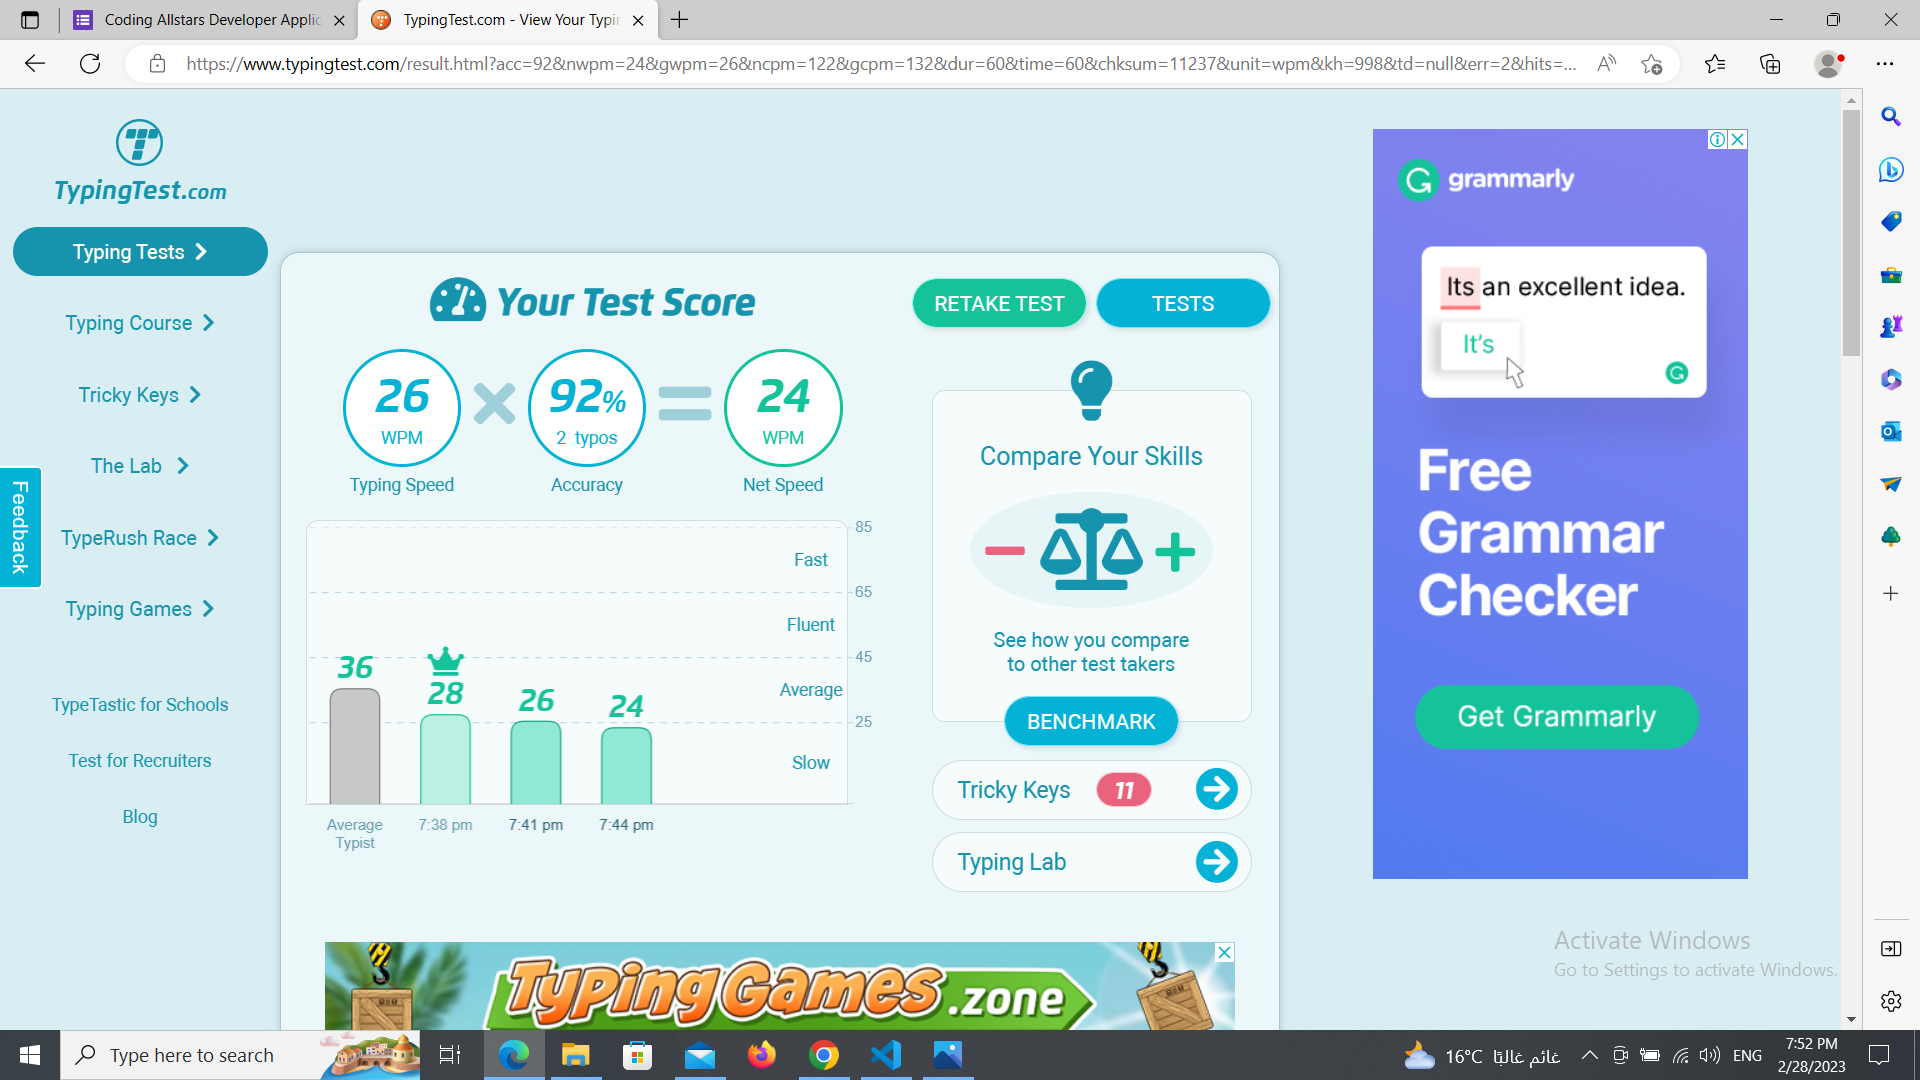 Coding Allstars Developer Applic
TypingTest.com - View Your Typin
https://www.typingtest.com/result.html?acc=92&nwpm=24&gwpm=26&ncpm=122&gcpm=132&dur=60&time=60&chksum=11237&unit=wpm&kh=998&td=null&err=2&hits=...
TypingTest.com
Typing Tests
Typing Course
Tricky Keys
The Lab
TypeRush Race
Typing Games
TypeTastic for Schools
Test for Recruiters
Blog
Feedback
Your Test Score
RETAKE TEST
TESTS
26 WPM
92% 2 typos
24 WPM
Typing Speed
Accuracy
Net Speed
85
Fast
65
Fluent
45
Average
25
Slow
36
28
26
24
Average Typist
7:38 pm
7:41 pm
7:44 pm
Compare Your Skills
See how you compare
to other test takers
BENCHMARK
Tricky Keys 11
Typing Lab
grammarly
Its an excellent idea.
It's
Free
Grammar
Checker
Get Grammarly
TypingGames.zone
Activate Windows
Go to Settings to activate Windows.
Type here to search
16°C غائم غالبًا
ENG
7:52 PM
2/28/2023